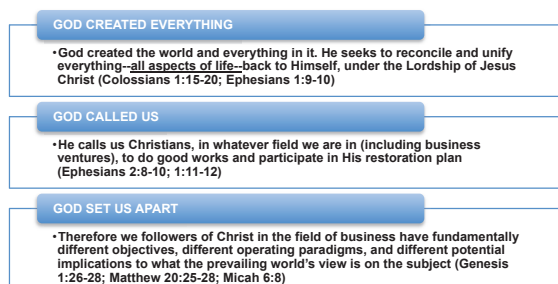 GOD CREATED EVERYTHING
•God created the world and everything in it. He seeks to reconcile and unify
everything--all aspects of life--back to Himself, under the Lordship of Jesus
Christ (Colossians 1:15-20; Ephesians 1:9-10)
GOD CALLED US
•He calls us Christians, in whatever field we are in (including business
ventures), to do good works and participate in His restoration plan
(Ephesians 2:8-10; 1:11-12)
GOD SET US APART
•Therefore we followers of Christ in the field of business have fundamentally
different objectives, different operating paradigms, and different potential
implications to what the prevailing world's view is on the subject (Genesis
1:26-28; Matthew 20:25-28; Micah 6:8)